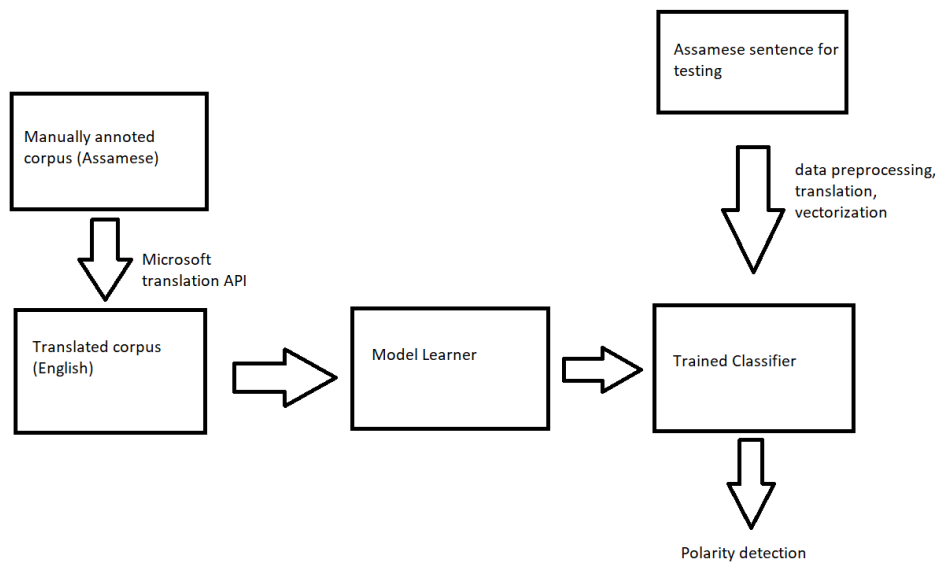 Assamese sentence for
testing
Manually annoted
corpus (Assamese)
data preprocessing,
translation,
vectorization
Microsoft
translation API
Translated corpus
(English)
Model Learner
Trained Classifier
Polarity detection